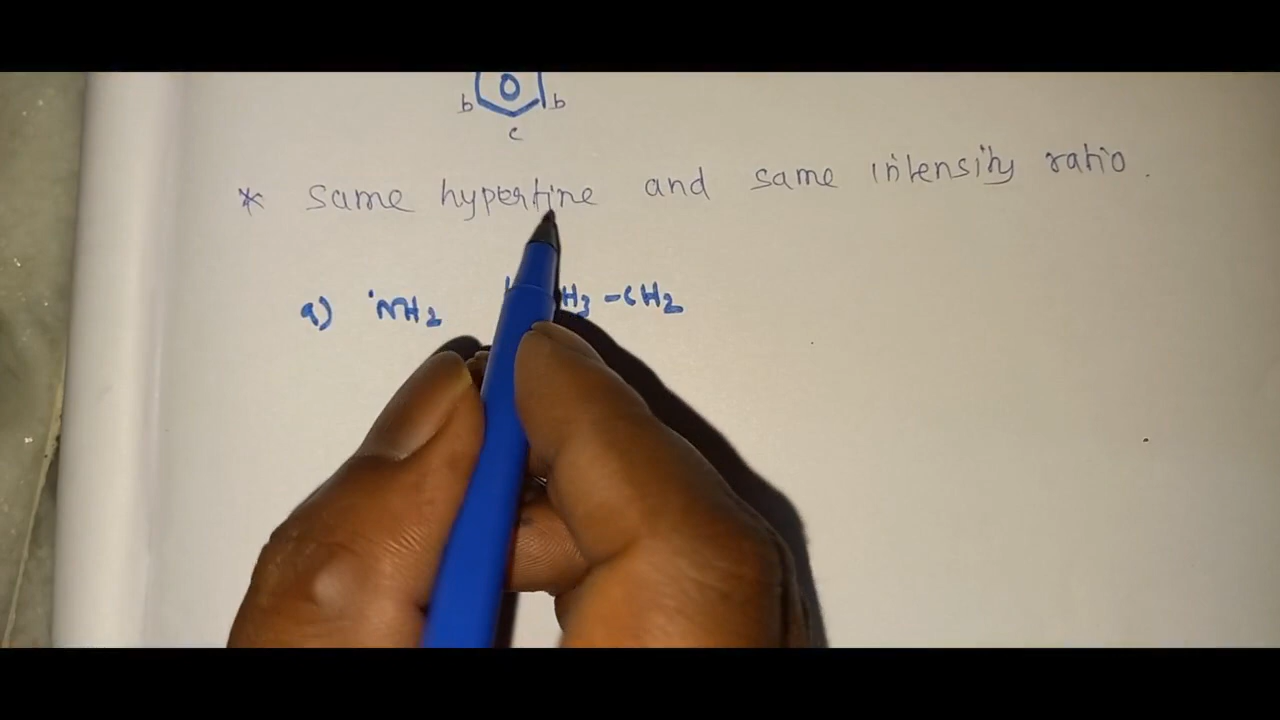 b b
c
* same hyperfine and same intensity ratio.
a) •NH2 H3 -CH2